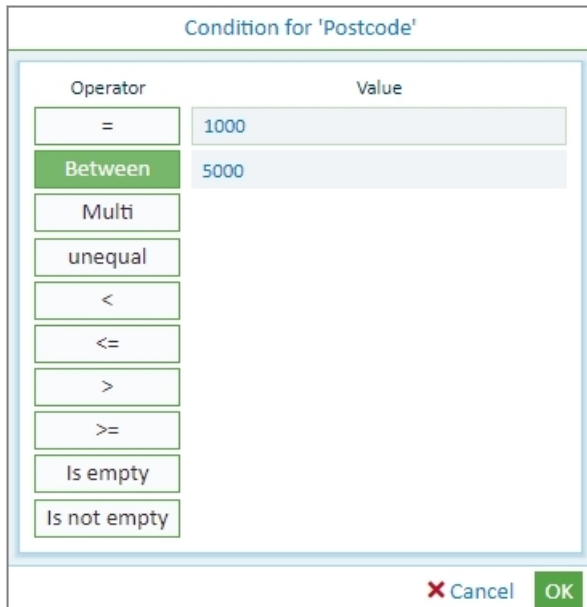 Condition for 'Postcode'
Operator Value
= 1000
Between 5000
Multi
unequal
<
<=
>
>=
Is empty
Is not empty
Cancel OK